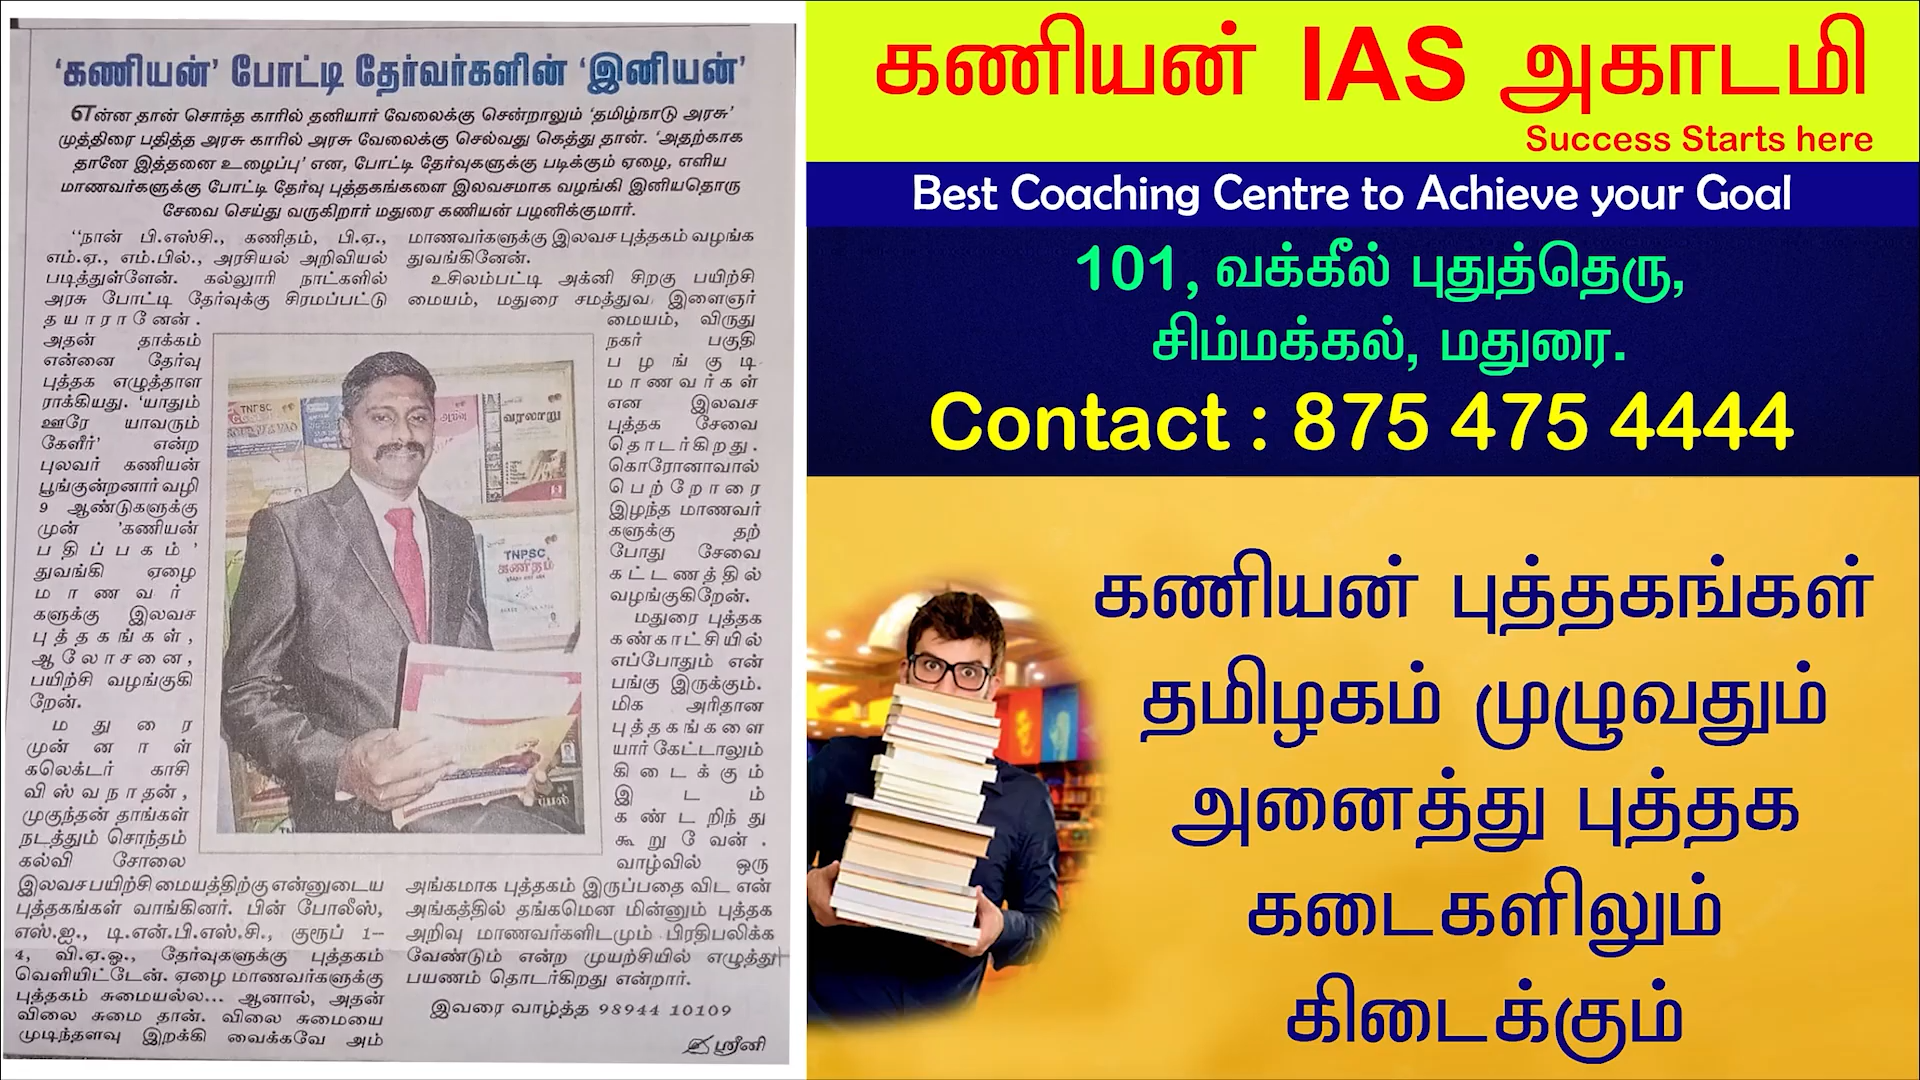 'கணியன்' போட்டி தேர்வர்களின் 'இனியன்'
என்ன தான் சொந்த காரில் தனியார் வேலைக்கு சென்றாலும் 'தமிழ்நாடு அரசு'
முத்திரை பதித்த அரசு காரில் அரசு வேலைக்கு செல்வது கெத்து தான். 'அதற்காக
தானே இத்தனை உழைப்பு' என, போட்டி தேர்வுகளுக்கு படிக்கும் ஏழை, எளிய
மாணவர்களுக்கு போட்டி தேர்வு புத்தகங்களை இலவசமாக வழங்கி இனியதொரு
சேவை செய்து வருகிறார் மதுரை கணியன் பழனிக்குமார்.
''நான் பி.எஸ்சி., கணிதம், பி.ஏ.,
எம்.ஏ., எம்.பில்., அரசியல் அறிவியல்
படித்துள்ளேன். கல்லூரி நாட்களில்
அரசு போட்டி தேர்வுக்கு சிரமப்பட்டு
தயாரானேன்.
அதன் தாக்கம்
என்னை தேர்வு
புத்தக எழுத்தாள
ராக்கியது. 'யாதும்
ஊரே யாவரும்
கேளீர்' என்ற
புலவர் கணியன்
பூங்குன்றனார் வழி
9 ஆண்டுகளுக்கு
முன் 'கணியன்
பதிப்பகம்'
துவங்கி ஏழை
மாணவர்
களுக்கு இலவச
புத்தகங்கள்,
ஆலோசனை,
பயிற்சி வழங்குகி
றேன்.
மதுரை
முன்னாள்
கலெக்டர் காசி
விஸ்வநாதன்,
முகுந்தன் தாங்கள்
நடத்தும் சொந்தம்
கல்வி சோலை
இலவச பயிற்சி மையத்திற்கு என்னுடைய
புத்தகங்கள் வாங்கினர். பின் போலீஸ்,
எஸ்.ஐ., டி.என்.பி.எஸ்.சி., குரூப் 1–
4, வி.ஏ.ஓ., தேர்வுகளுக்கு புத்தகம்
வெளியிட்டேன். ஏழை மாணவர்களுக்கு
புத்தகம் சுமையல்ல... ஆனால், அதன்
விலை சுமை தான். விலை சுமையை
முடிந்தளவு இறக்கி வைக்கவே அம்
மாணவர்களுக்கு இலவச புத்தகம் வழங்க
துவங்கினேன்.
உசிலம்பட்டி அக்னி சிறகு பயிற்சி
மையம், மதுரை சமத்துவ இளைஞர்
மையம், விருது
நகர் பகுதி
பழங்குடி
மாணவர்கள்
என இலவச
புத்தக சேவை
தொடர்கிறது.
கொரோனாவால்
பெற்றோரை
இழந்த மாணவர்
களுக்கு தற்
போது சேவை
கட்டணத்தில்
வழங்குகிறேன்.
மதுரை புத்தக
கண்காட்சியில்
எப்போதும் என்
பங்கு இருக்கும்.
மிக அரிதான
புத்தகங்களை
யார் கேட்டாலும்
கிடைக்கும்
இடம்
கண்டறிந்து
கூறுவேன்.
வாழ்வில் ஒரு
அங்கமாக புத்தகம் இருப்பதை விட என்
அங்கத்தில் தங்கமென மின்னும் புத்தக
அறிவு மாணவர்களிடமும் பிரதிபலிக்க
வேண்டும் என்ற முயற்சியில் எழுத்து
பயணம் தொடர்கிறது என்றார்.
இவரை வாழ்த்த 98944 10109
ஸ்ரீனி
TNPSC
வரலாறு
TNPSC
கணிதம்
கணியன் IAS அகாடமி
Success Starts here
Best Coaching Centre to Achieve your Goal
101, வக்கீல் புதுத்தெரு,
சிம்மக்கல், மதுரை.
Contact : 875 475 4444
கணியன் புத்தகங்கள்
தமிழகம் முழுவதும்
அனைத்து புத்தக
கடைகளிலும்
கிடைக்கும்